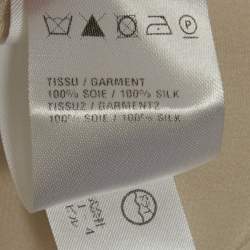 P
TISSU / GARMENT
100% SOIE / 100% SILK
TISSU2 / GARMENT2
100% SOIE / 100% SILK